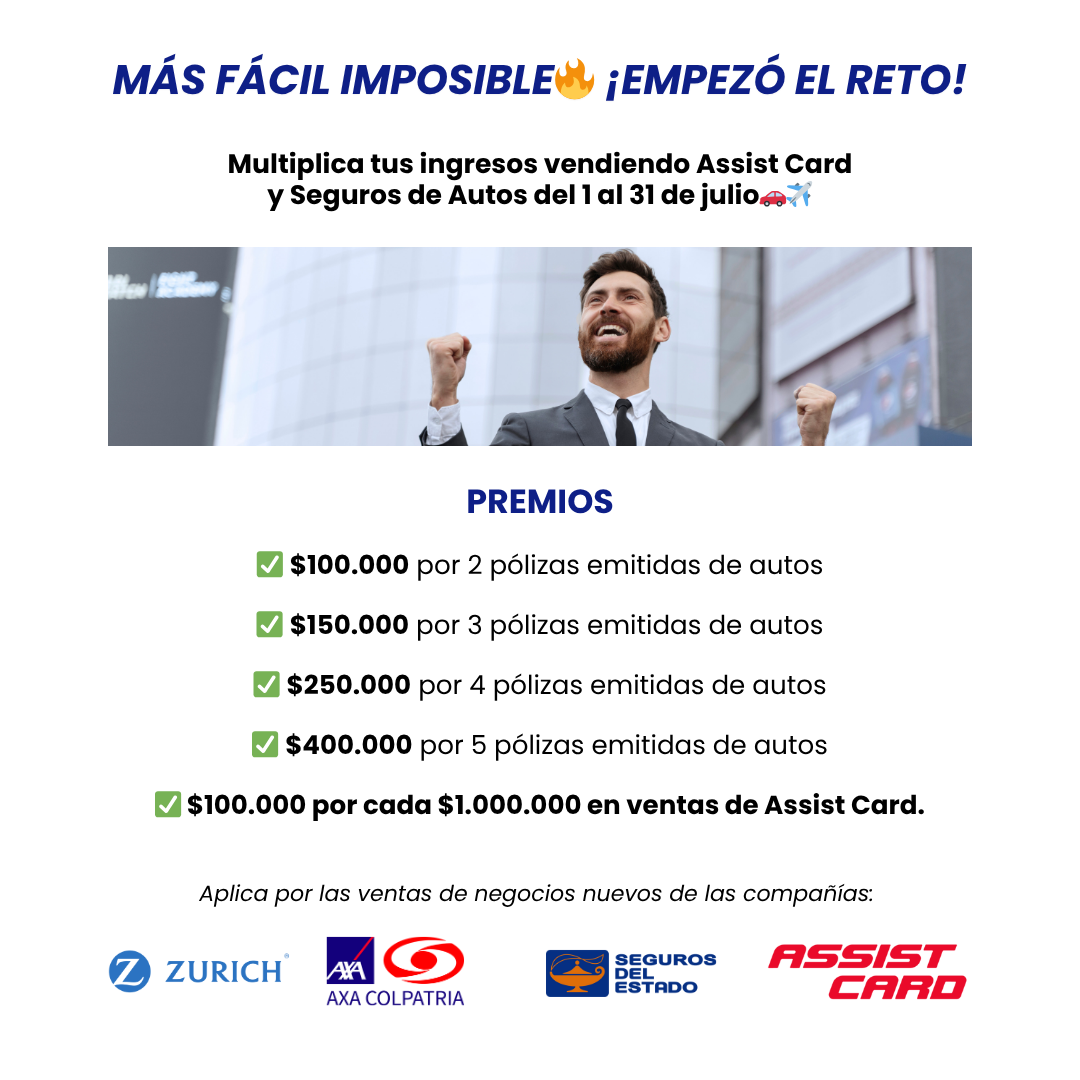 MÁS FÁCIL IMPOSIBLE🔥 ¡EMPEZÓ EL RETO!
Multiplica tus ingresos vendiendo Assist Card
y Seguros de Autos del 1 al 31 de julio🚗✈️
PREMIOS
✅ $100.000 por 2 pólizas emitidas de autos
✅ $150.000 por 3 pólizas emitidas de autos
✅ $250.000 por 4 pólizas emitidas de autos
✅ $400.000 por 5 pólizas emitidas de autos
✅ $100.000 por cada $1.000.000 en ventas de Assist Card.
Aplica por las ventas de negocios nuevos de las compañías:
Z ZURICH®
AXA
AXA COLPATRIA
SEGUROS
DEL
ESTADO
ASSIST
CARD